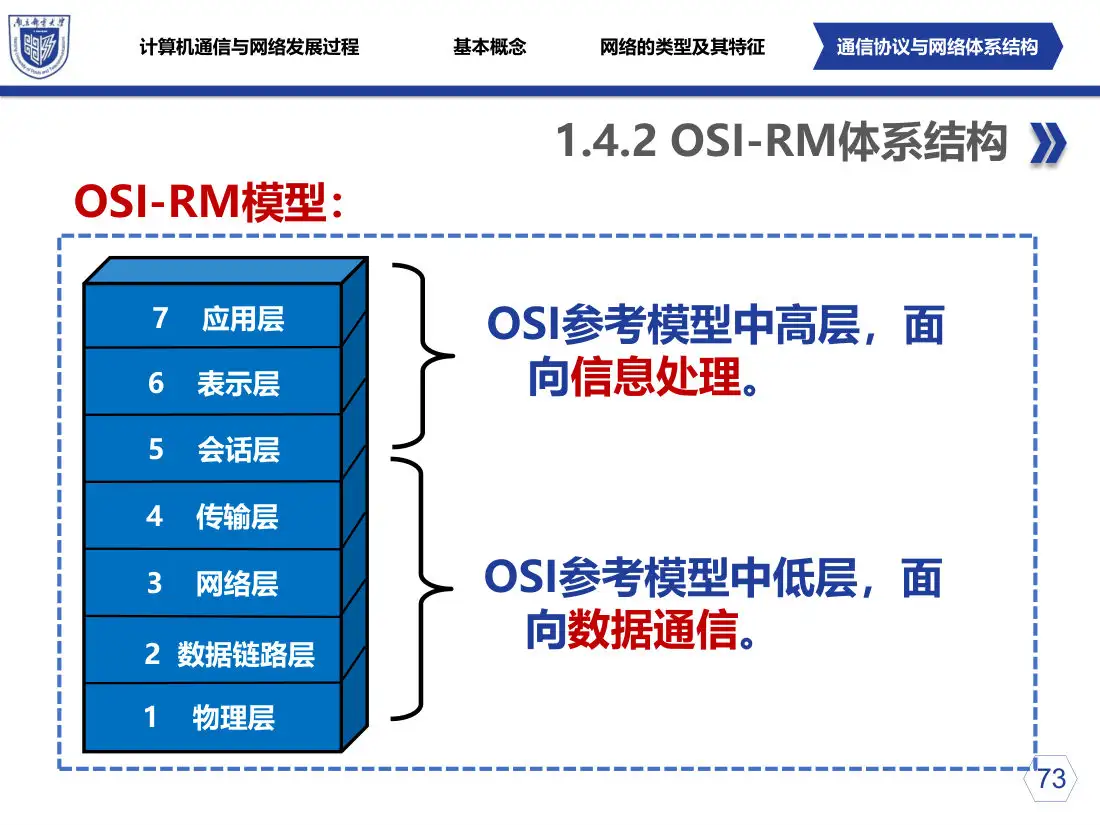 南京邮电大学
计算机通信与网络发展过程
基本概念
网络的类型及其特征
通信协议与网络体系结构
1.4.2 OSI-RM体系结构
OSI-RM模型：
7 应用层
6 表示层
5 会话层
4 传输层
3 网络层
2 数据链路层
1 物理层
OSI参考模型中高层，面
向信息处理。
OSI参考模型中低层，面
向数据通信。
73